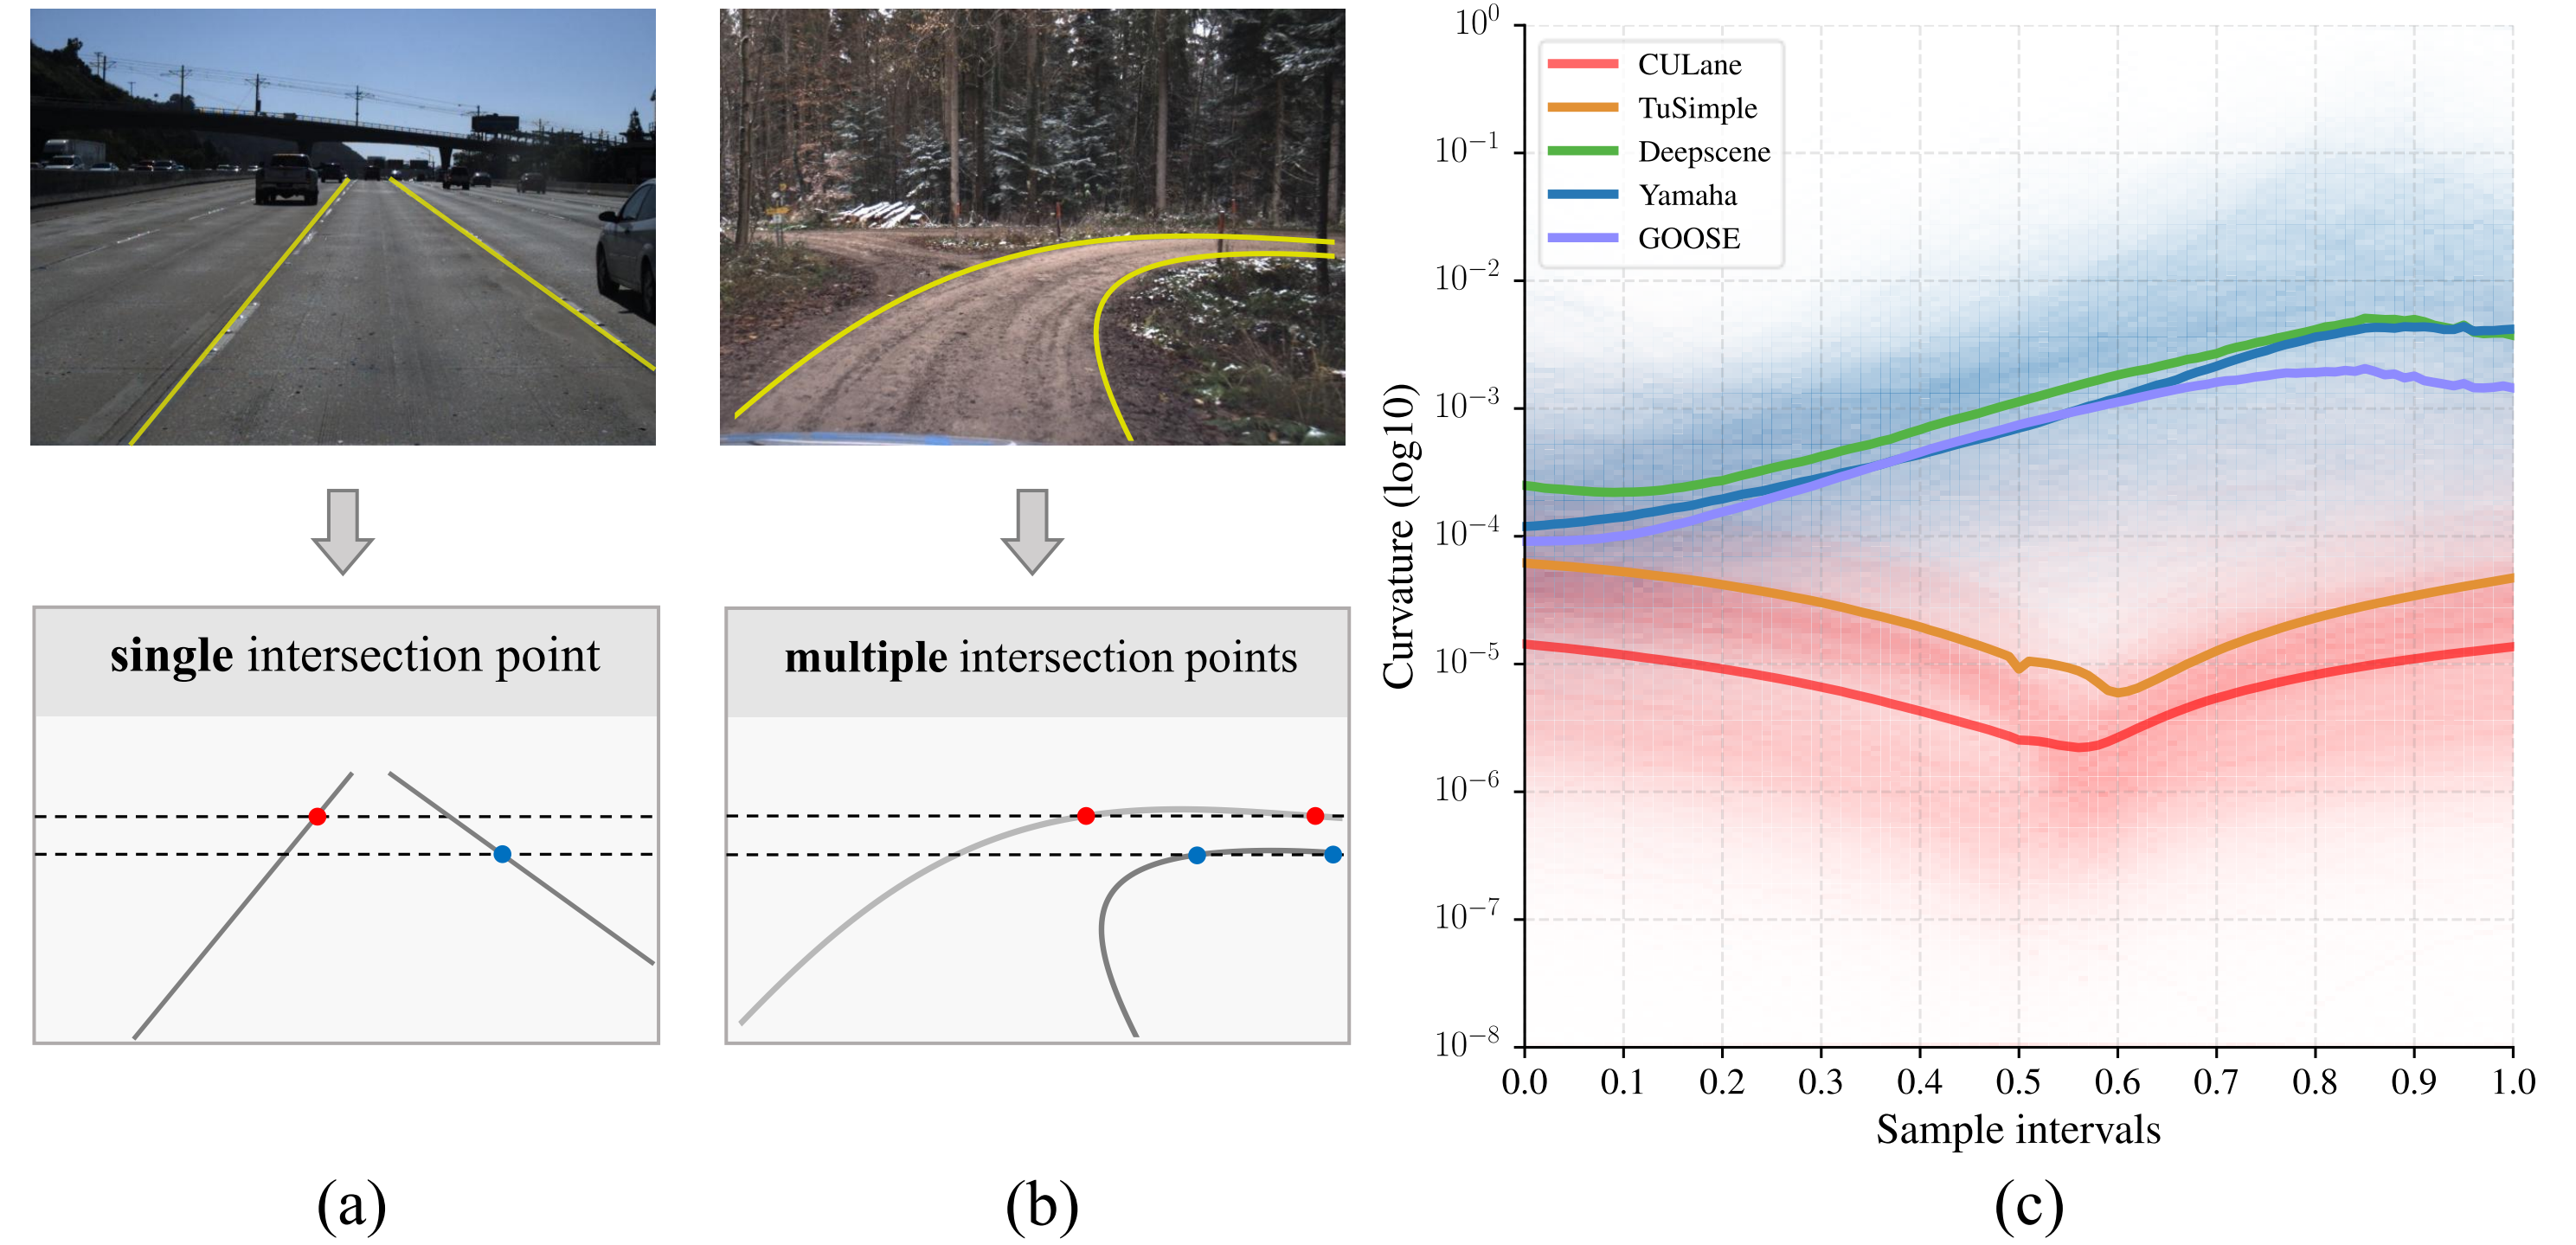 single intersection point
(a)
multiple intersection points
(b)
10⁰
10⁻¹
10⁻²
10⁻³
10⁻⁴
10⁻⁵
10⁻⁶
10⁻⁷
10⁻⁸
Curvature (log10)
CULane
TuSimple
Deepscene
Yamaha
GOOSE
0.0 0.1 0.2 0.3 0.4 0.5 0.6 0.7 0.8 0.9 1.0
Sample intervals
(c)